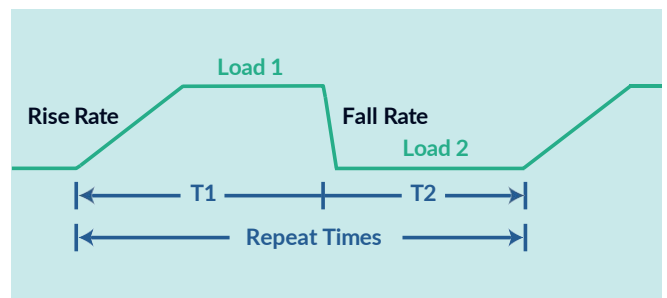 Load 1
Rise Rate
Fall Rate
Load 2
T1
T2
Repeat Times